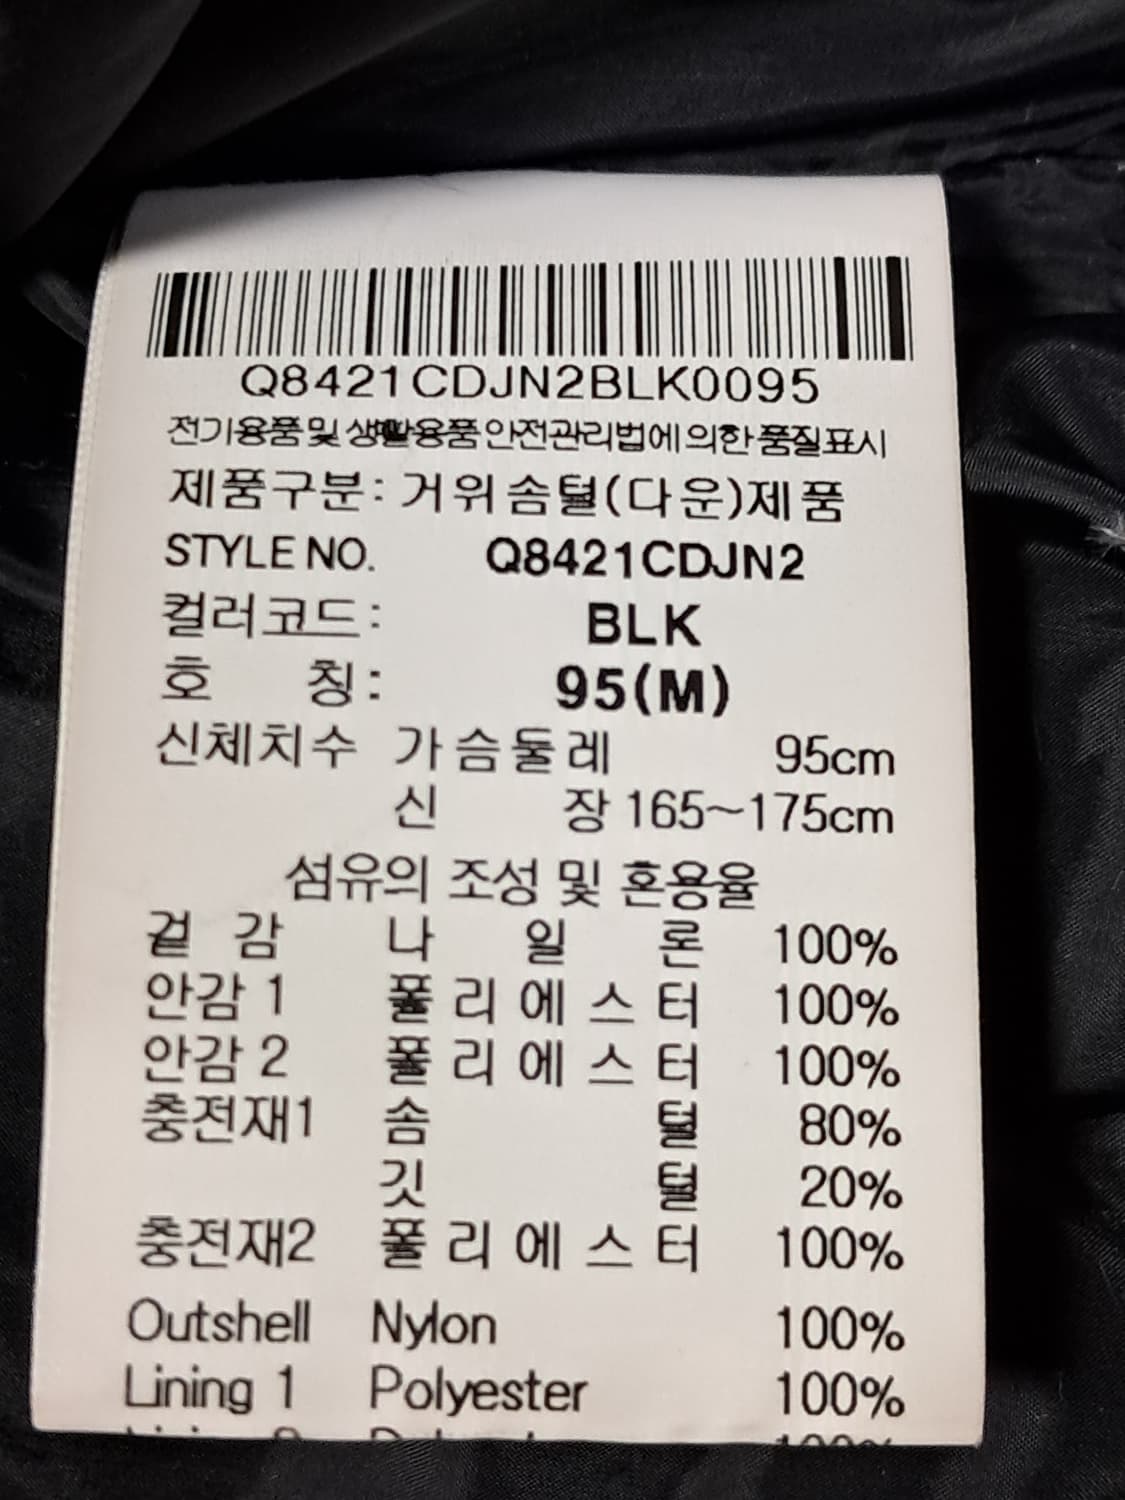 Q8421CDJN2BLK0095
전기용품 및 생활용품 안전관리법에 의한 품질표시
제품구분: 거위솜털(다운)제품
STYLE NO. Q8421CDJN2
컬러코드: BLK
호 칭: 95(M)
신체치수 가슴둘레 95cm
신 장 165~175cm
섬유의 조성 및 혼용율
겉 감 나 일 론 100%
안감 1 폴리에스터 100%
안감 2 폴리에스터 100%
충전재1 솜 털 80%
깃 털 20%
충전재2 폴리에스터 100%
Outshell Nylon 100%
Lining 1 Polyester 100%